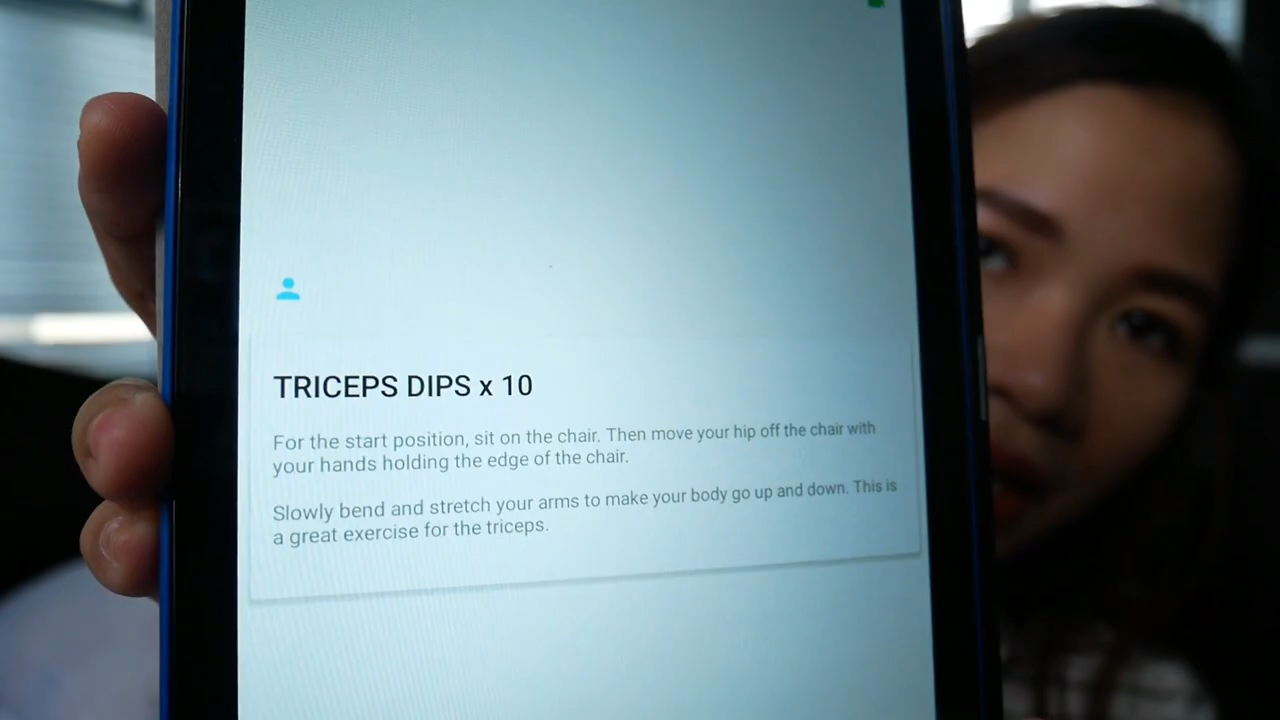 TRICEPS DIPS x 10
For the start position, sit on the chair. Then move your hip off the chair with
your hands holding the edge of the chair.
Slowly bend and stretch your arms to make your body go up and down. This is
a great exercise for the triceps.